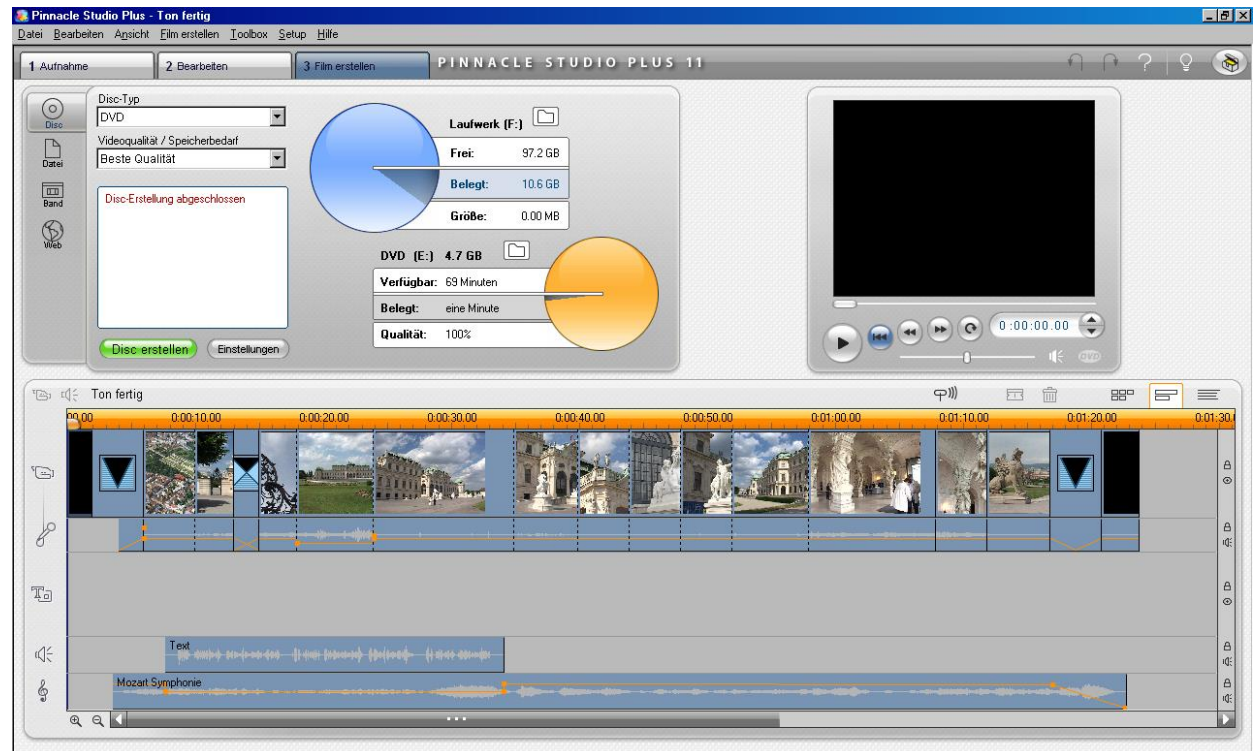 Pinnacle Studio Plus - Ton fertig
Datei Bearbeiten Ansicht Film erstellen Toolbox Setup Hilfe
1 Aufnahme
2 Bearbeiten
3 Film erstellen
PINNACLE STUDIO PLUS 11
Disc
Datei
Band
Web
Disc-Typ
DVD
Videoqualität / Speicherbedarf
Beste Qualität
Disc-Erstellung abgeschlossen
Disc erstellen
Einstellungen
Laufwerk (F:)
Frei: 97.2 GB
Belegt: 10.6 GB
Größe: 0.00 MB
DVD (E:) 4.7 GB
Verfügbar: 69 Minuten
Belegt: eine Minute
Qualität: 100%
0:00:00.00
DVD
Ton fertig
00.00 0:00:10.00 0:00:20.00 0:00:30.00 0:00:40.00 0:00:50.00 0:01:00.00 0:01:10.00 0:01:20.00 0:01:30.0
Text
Mozart Symphonie